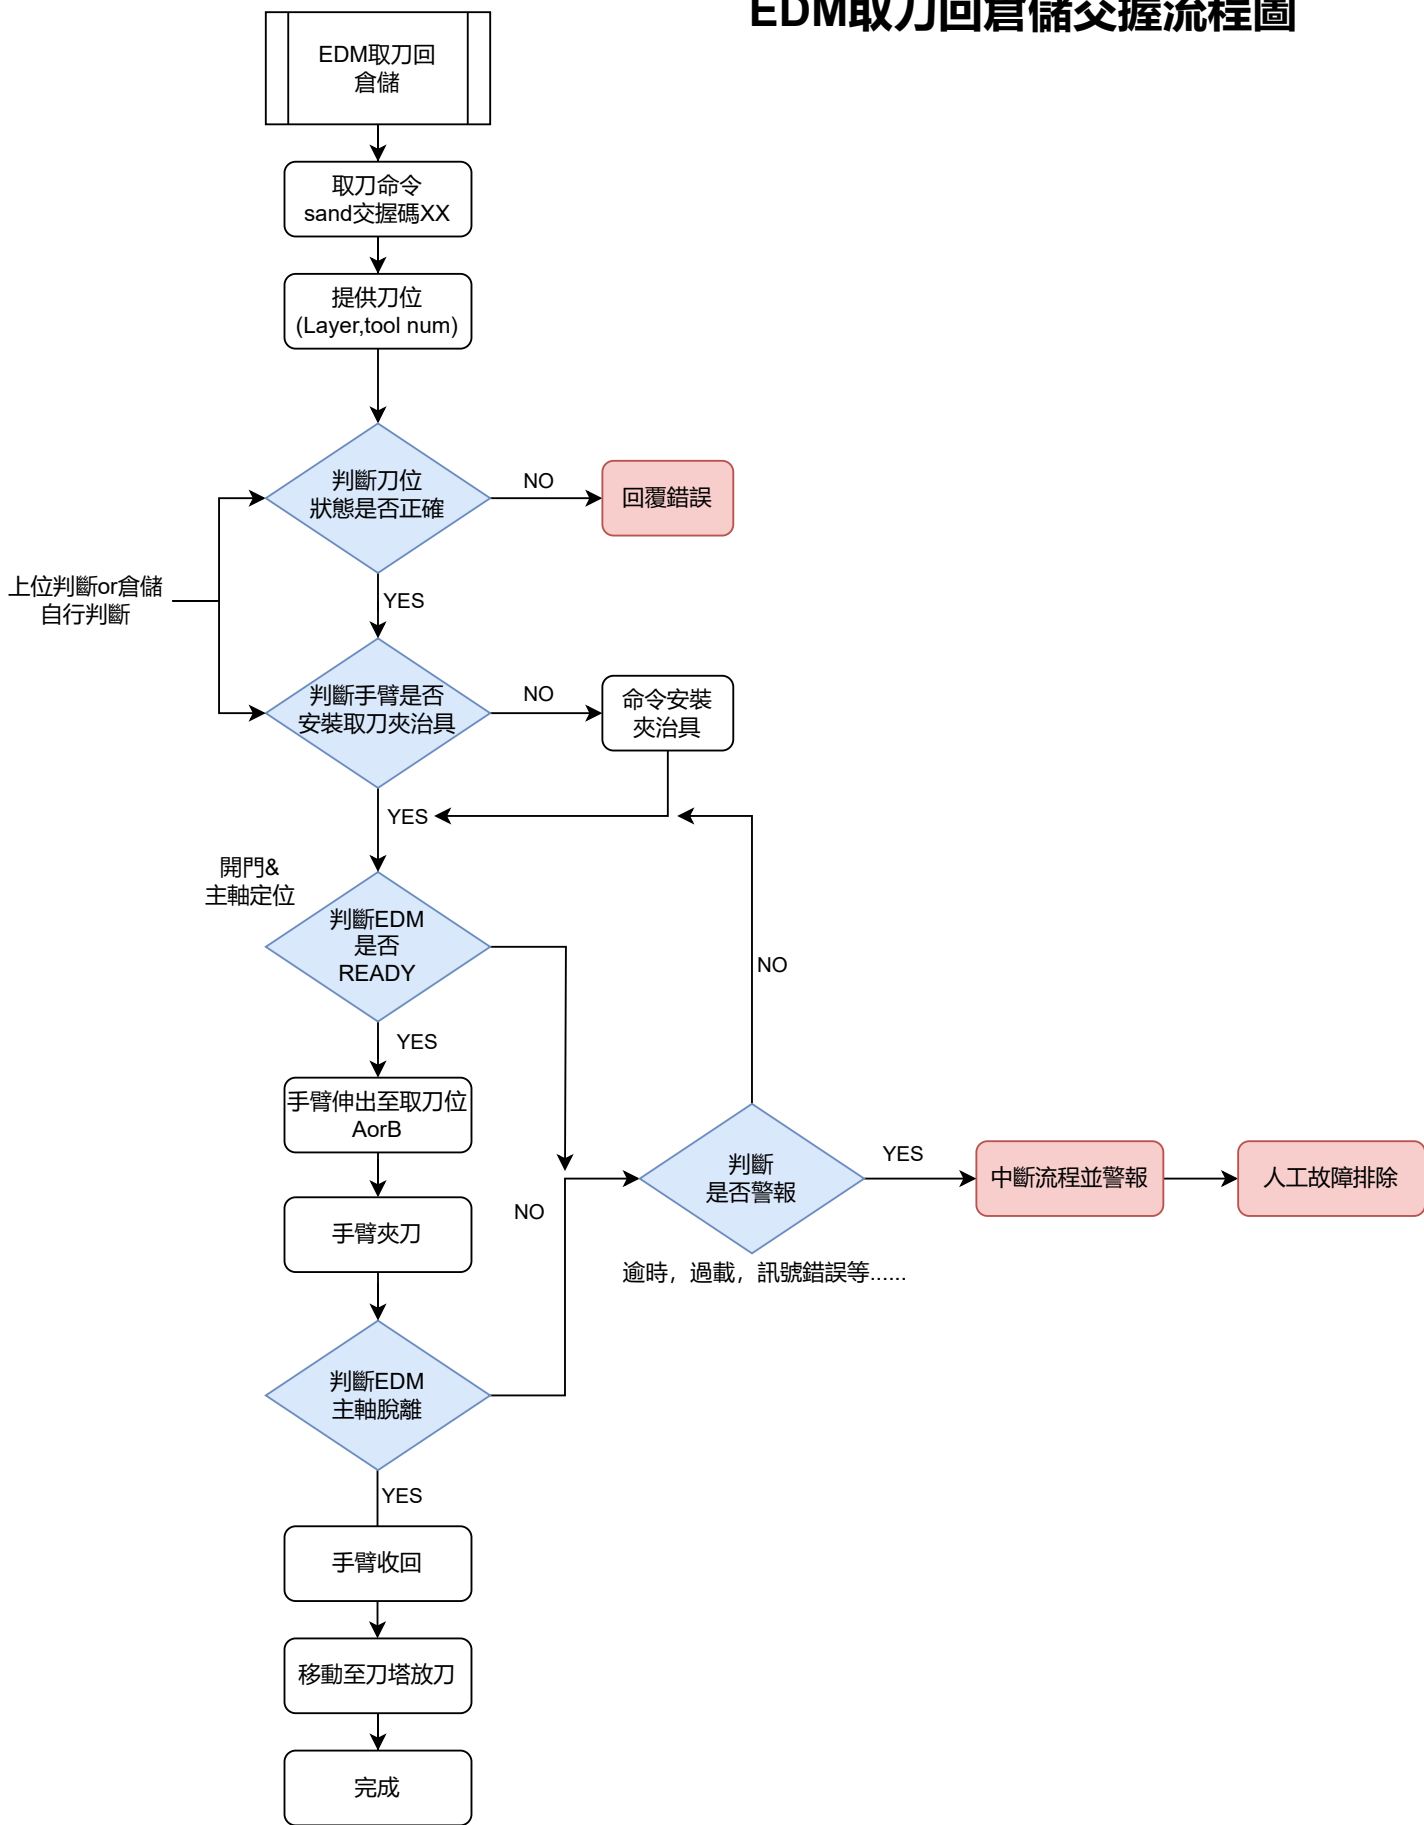 EDM取刀回倉儲交握流程圖
EDM取刀回
倉儲
取刀命令
sand交握碼XX
提供刀位
(Layer,tool num)
判斷刀位
狀態是否正確
NO
回覆錯誤
上位判斷or倉儲
自行判斷
YES
判斷手臂是否
安裝取刀夾治具
NO
命令安裝
夾治具
YES
開門&
主軸定位
判斷EDM
是否
READY
NO
YES
手臂伸出至取刀位
AorB
判斷
是否警報
YES
中斷流程並警報
人工故障排除
NO
手臂夾刀
逾時，過載，訊號錯誤等......
判斷EDM
主軸脫離
YES
手臂收回
移動至刀塔放刀
完成